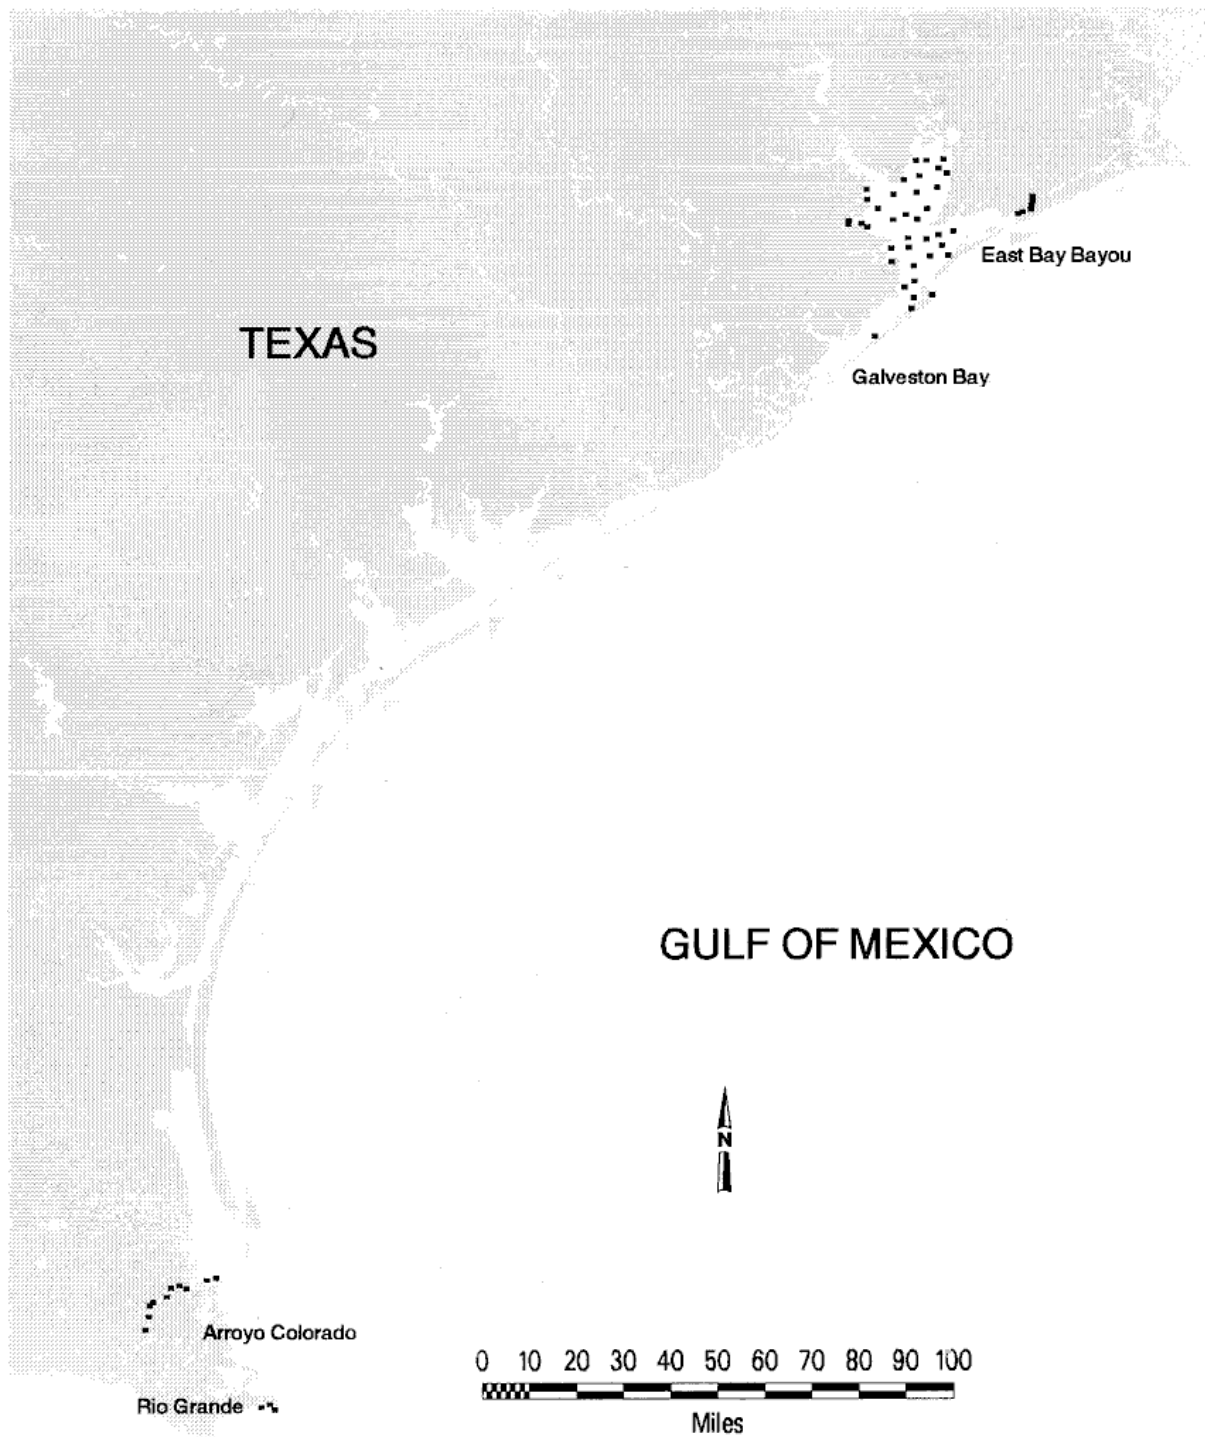 East Bay Bayou
TEXAS
Galveston Bay
GULF OF MEXICO
N
Arroyo Colorado
0 10 20 30 40 50 60 70 80 90 100
Rio Grande
Miles